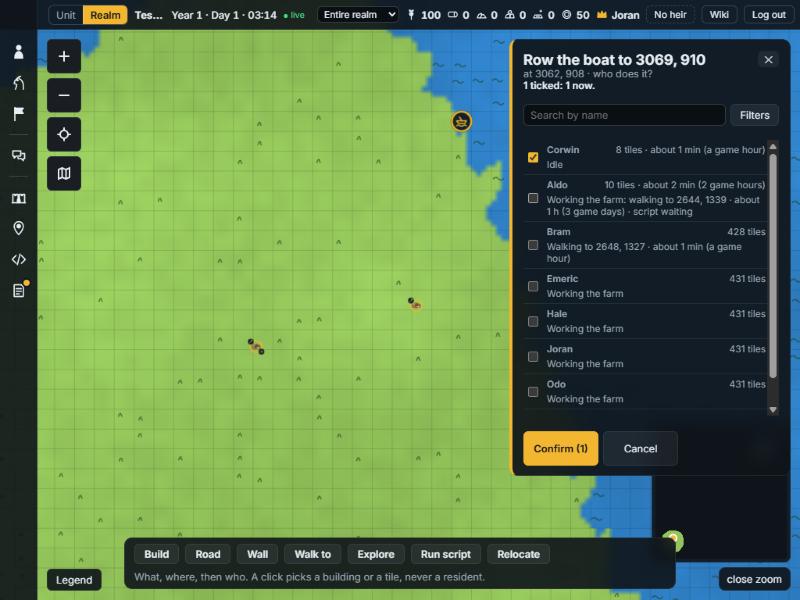 Unit Realm Tes... Year 1 · Day 1 · 03:14 live Entire realm 100 0 0 0 0 50 Joran No heir Wiki Log out
Row the boat to 3069, 910
at 3062, 908 · who does it?
1 ticked: 1 now.
Search by name Filters
Corwin 8 tiles · about 1 min (a game hour)
Idle
Aldo 10 tiles · about 2 min (2 game hours)
Working the farm: walking to 2644, 1339 · about
1 h (3 game days) · script waiting
Bram 428 tiles
Walking to 2648, 1327 · about 1 min (a game
hour)
Emeric 431 tiles
Working the farm
Hale 431 tiles
Working the farm
Joran 431 tiles
Working the farm
Odo 431 tiles
Working the farm
Confirm (1) Cancel
Build Road Wall Walk to Explore Run script Relocate
What, where, then who. A click picks a building or a tile, never a resident.
Legend
close zoom